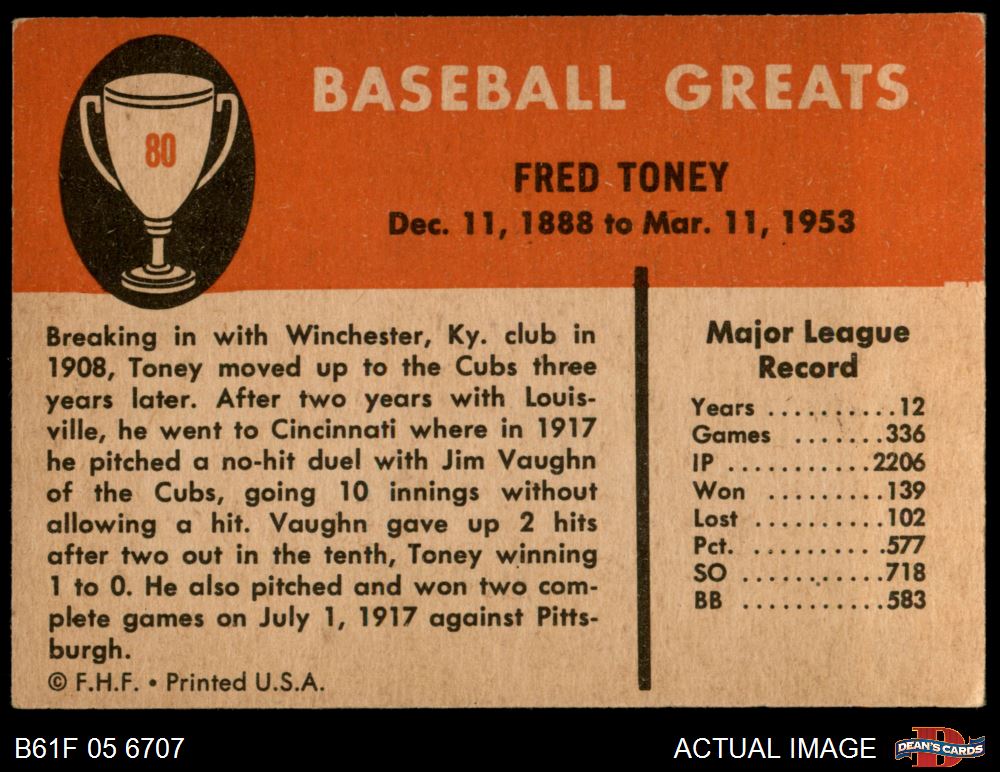 80
BASEBALL GREATS
FRED TONEY
Dec. 11, 1888 to Mar. 11, 1953
Breaking in with Winchester, Ky. club in
1908, Toney moved up to the Cubs three
years later. After two years with Louis-
ville, he went to Cincinnati where in 1917
he pitched a no-hit duel with Jim Vaughn
of the Cubs, going 10 innings without
allowing a hit. Vaughn gave up 2 hits
after two out in the tenth, Toney winning
1 to 0. He also pitched and won two com-
plete games on July 1, 1917 against Pitts-
burgh.
© F.H.F. • Printed U.S.A.
Major League
Record
Years ..........12
Games .......336
IP ...........2206
Won .........139
Lost ..........102
Pct. ..........577
SO ...........718
BB ...........583
B61F 05 6707
ACTUAL IMAGE
D
DEAN'S CARDS